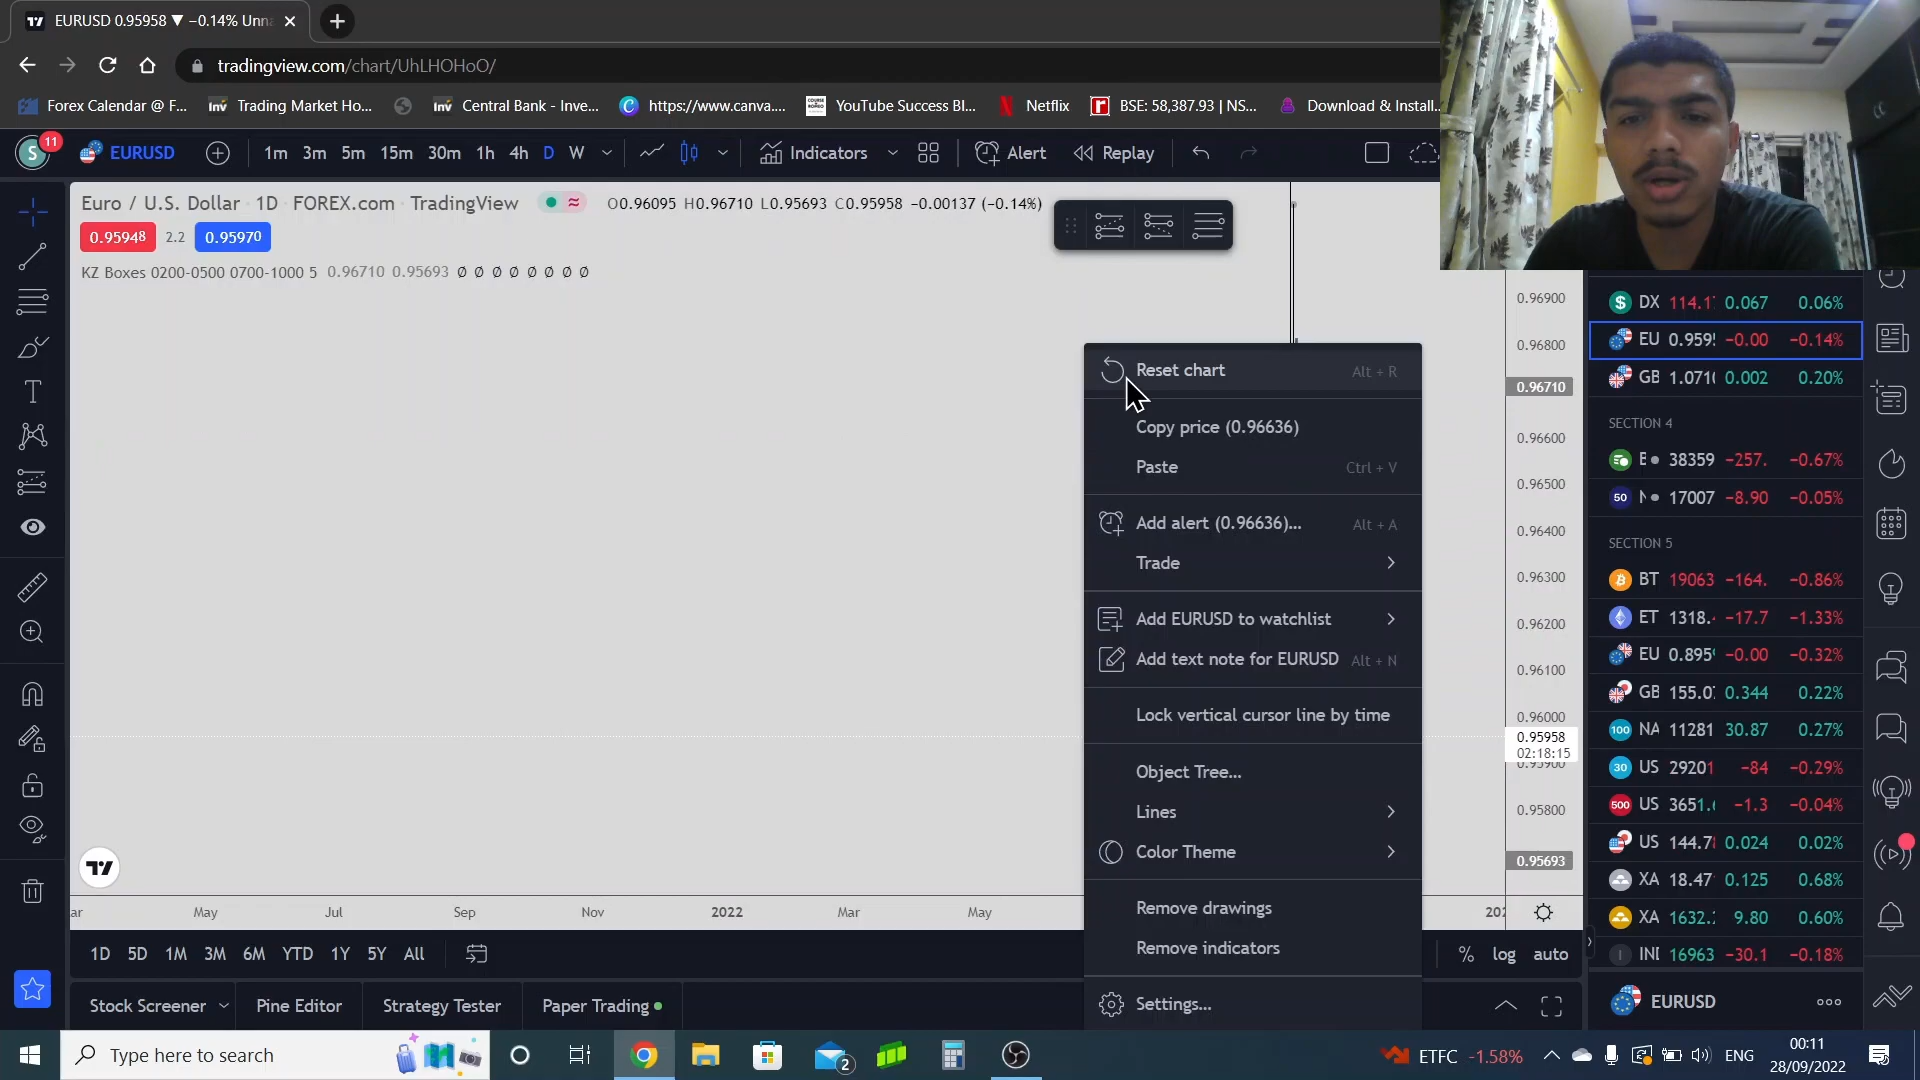 EURUSD 0.95958 ▼ −0.14% Unna
tradingview.com/chart/UhLHOHoO/
Forex Calendar @ F...
Inv Trading Market Ho...
Inv Central Bank - Inve...
https://www.canva....
YouTube Success Bl...
Netflix
BSE: 58,387.93 | NS...
Download & Install...
S 11 EURUSD 1m 3m 5m 15m 30m 1h 4h D W Indicators Alert Replay
Euro / U.S. Dollar 1D FOREX.com TradingView O0.96095 H0.96710 L0.95693 C0.95958 −0.00137 (−0.14%)
0.95948 2.2 0.95970
KZ Boxes 0200-0500 0700-1000 5 0.96710 0.95693 Ø Ø Ø Ø Ø Ø Ø Ø
Reset chart Alt + R
Copy price (0.96636)
Paste Ctrl + V
Add alert (0.96636)... Alt + A
Trade
Add EURUSD to watchlist
Add text note for EURUSD Alt + N
Lock vertical cursor line by time
Object Tree...
Lines
Color Theme
Remove drawings
Remove indicators
Settings...
0.96900
0.96800
0.96710
0.96600
0.96500
0.96400
0.96300
0.96200
0.96100
0.96000
0.95958
02:18:15
0.95900
0.95800
0.95693
DX 114.1 0.067 0.06%
EU 0.959 −0.00 −0.14%
GB 1.071 0.002 0.20%
SECTION 4
38359 −257. −0.67%
50 17007 −8.90 −0.05%
SECTION 5
BT 19063 −164. −0.86%
ET 1318. −17.7 −1.33%
EU 0.895 −0.00 −0.32%
GB 155.0 0.344 0.22%
100 NA 11281 30.87 0.27%
30 US 29201 −84 −0.29%
500 US 3651. −1.3 −0.04%
US 144.7 0.024 0.02%
XA 18.47 0.125 0.68%
XA 1632. 9.80 0.60%
INI 16963 −30.1 −0.18%
ar May Jul Sep Nov 2022 Mar May 202
1D 5D 1M 3M 6M YTD 1Y 5Y All % log auto
Stock Screener Pine Editor Strategy Tester Paper Trading
EURUSD
Type here to search
2
ETFC -1.58%
ENG
00:11
28/09/2022